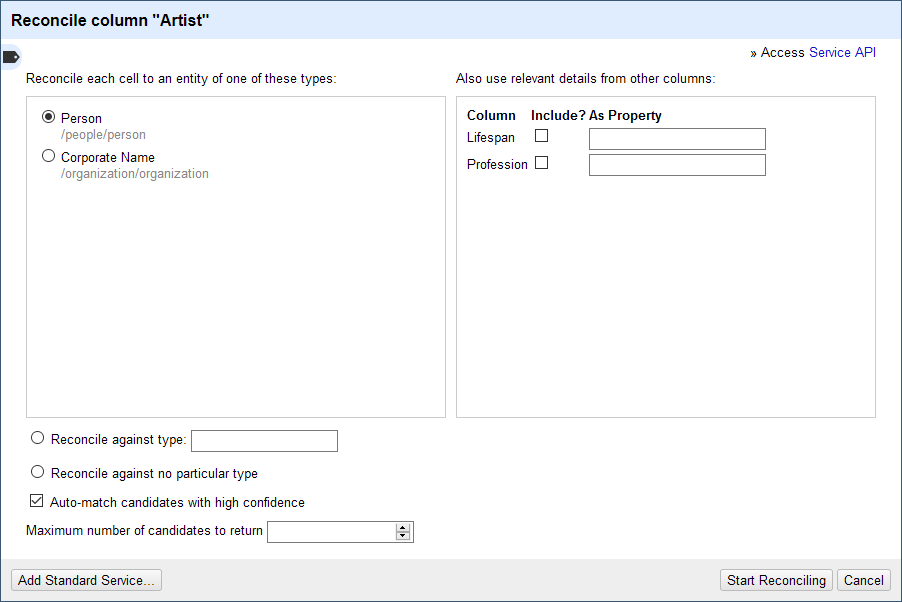 Reconcile column "Artist"
» Access Service API
Reconcile each cell to an entity of one of these types:
Person
/people/person
Corporate Name
/organization/organization
Also use relevant details from other columns:
Column Include? As Property
Lifespan
Profession
Reconcile against type:
Reconcile against no particular type
Auto-match candidates with high confidence
Maximum number of candidates to return
Add Standard Service...
Start Reconciling
Cancel